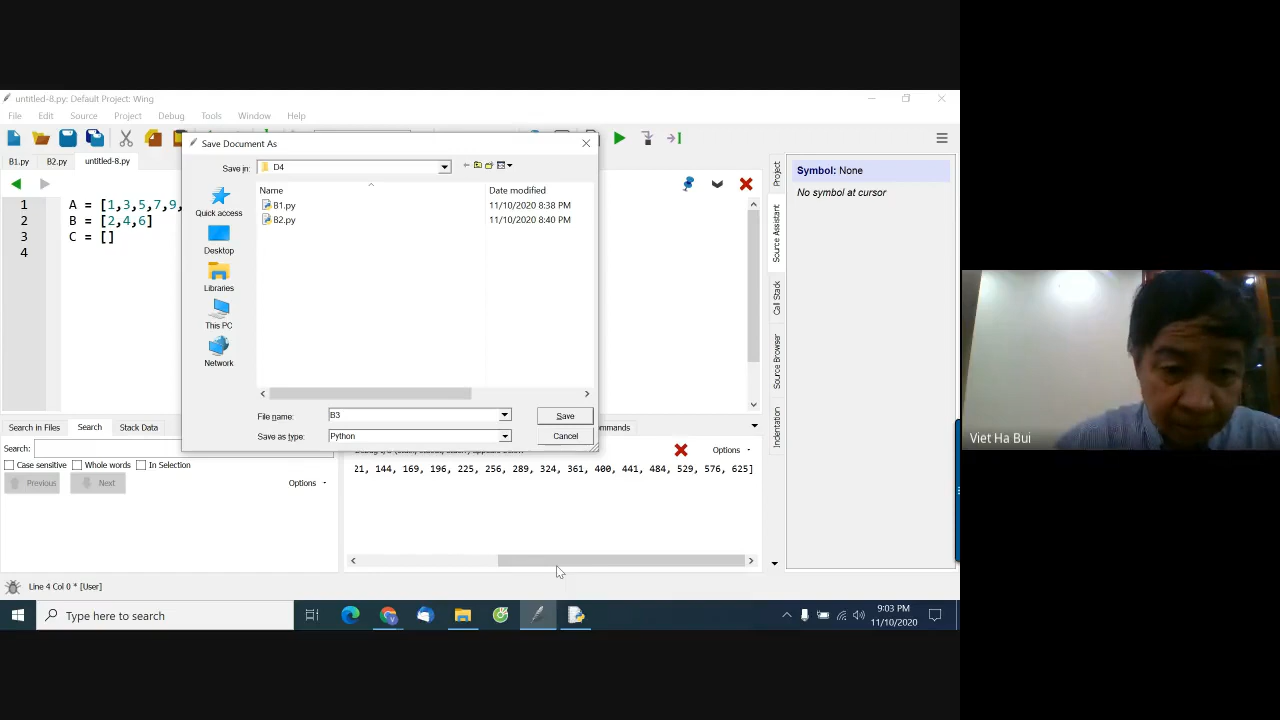 untitled-8.py: Default Project: Wing
File Edit Source Project Debug Tools Window Help
B1.py B2.py untitled-8.py
1 A = [1,3,5,7,9,
2 B = [2,4,6]
3 C = []
4
Save Document As
Save in: D4
Name Date modified
B1.py 11/10/2020 8:38 PM
B2.py 11/10/2020 8:40 PM
Quick access
Desktop
Libraries
This PC
Network
File name: B3 Save
Save as type: Python Cancel
Project
Source Assistant
Call Stack
Source Browser
Indentation
Symbol: None
No symbol at cursor
Search in Files Search Stack Data
Search:
Case sensitive Whole words In Selection
Previous Next Options
Options
21, 144, 169, 196, 225, 256, 289, 324, 361, 400, 441, 484, 529, 576, 625]
Line 4 Col 0 * [User]
Type here to search
9:03 PM
11/10/2020
Viet Ha Bui